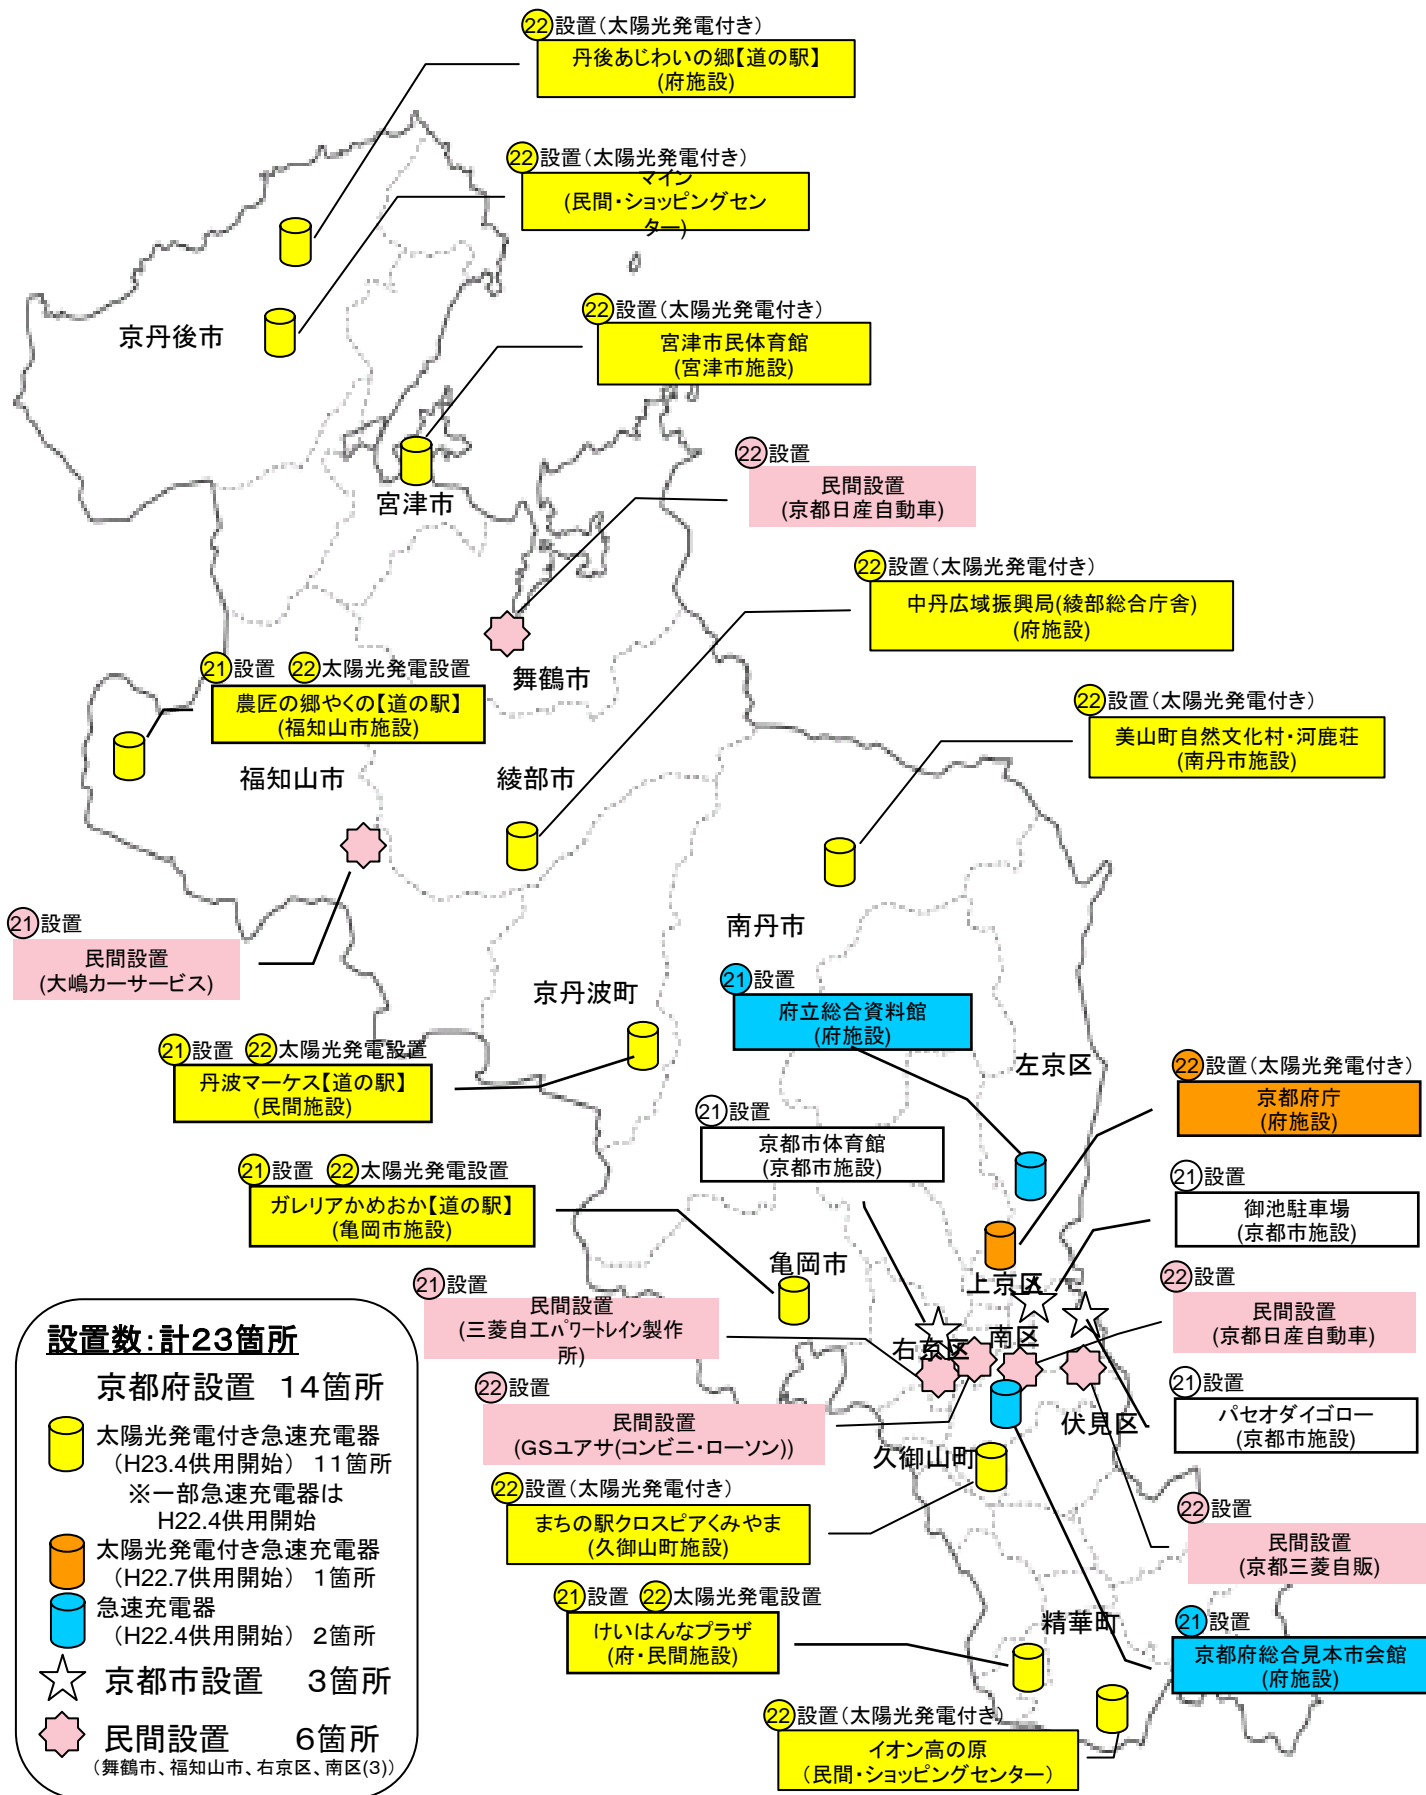 22設置（太陽光発電付き）
丹後あじわいの郷【道の駅】
(府施設)
22設置（太陽光発電付き）
マイン
(民間・ショッピングセン
ター)
22設置（太陽光発電付き）
宮津市民体育館
(宮津市施設)
京丹後市
宮津市
22設置
民間設置
(京都日産自動車)
22設置（太陽光発電付き）
中丹広域振興局(綾部総合庁舎)
(府施設)
舞鶴市
21設置 22太陽光発電設置
農匠の郷やくの【道の駅】
(福知山市施設)
22設置（太陽光発電付き）
美山町自然文化村・河鹿荘
(南丹市施設)
福知山市
綾部市
南丹市
21設置
民間設置
(大嶋カーサービス)
京丹波町
21設置
府立総合資料館
(府施設)
21設置 22太陽光発電設置
丹波マーケス【道の駅】
(民間施設)
左京区
22設置（太陽光発電付き）
京都府庁
(府施設)
21設置
京都市体育館
(京都市施設)
21設置 22太陽光発電設置
ガレリアかめおか【道の駅】
(亀岡市施設)
21設置
御池駐車場
(京都市施設)
亀岡市
上京区
21設置
民間設置
(三菱自工パワートレイン製作
所)
22設置
民間設置
(京都日産自動車)
南区
右京区
22設置
民間設置
(GSユアサ(コンビニ・ローソン))
21設置
パセオダイゴロー
(京都市施設)
伏見区
久御山町
22設置（太陽光発電付き）
まちの駅クロスピアくみやま
(久御山町施設)
22設置
民間設置
(京都三菱自販)
21設置 22太陽光発電設置
けいはんなプラザ
(府・民間施設)
精華町
21設置
京都府総合見本市会館
(府施設)
22設置（太陽光発電付き）
イオン高の原
（民間・ショッピングセンター）
設置数：計２３箇所
京都府設置 １４箇所
太陽光発電付き急速充電器
（H23.4供用開始） １１箇所
※一部急速充電器は
H22.4供用開始
太陽光発電付き急速充電器
（H22.7供用開始） １箇所
急速充電器
（H22.4供用開始） ２箇所
京都市設置 ３箇所
民間設置 ６箇所
（舞鶴市、福知山市、右京区、南区(3)）